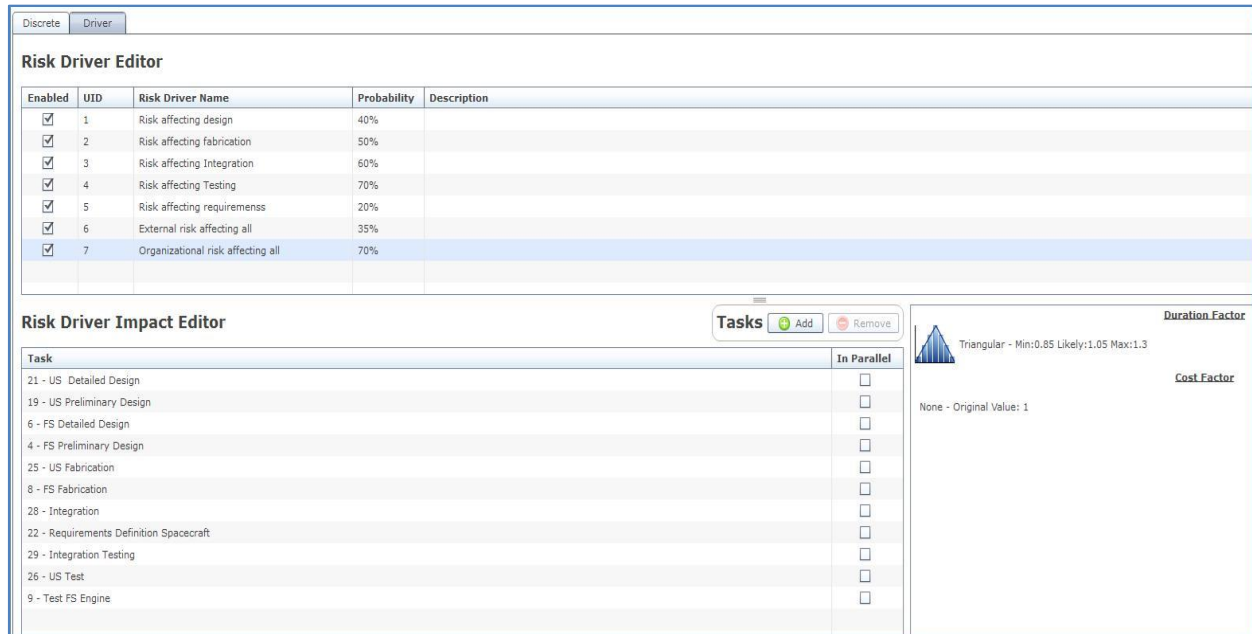 Discrete Driver
Risk Driver Editor
Enabled UID Risk Driver Name Probability Description
1 Risk affecting design 40%
2 Risk affecting fabrication 50%
3 Risk affecting Integration 60%
4 Risk affecting Testing 70%
5 Risk affecting requiremenss 20%
6 External risk affecting all 35%
7 Organizational risk affecting all 70%
Risk Driver Impact Editor Tasks Add Remove
Task In Parallel
21 - US Detailed Design
19 - US Preliminary Design
6 - FS Detailed Design
4 - FS Preliminary Design
25 - US Fabrication
8 - FS Fabrication
28 - Integration
22 - Requirements Definition Spacecraft
29 - Integration Testing
26 - US Test
9 - Test FS Engine
Duration Factor
Triangular - Min:0.85 Likely:1.05 Max:1.3
Cost Factor
None - Original Value: 1